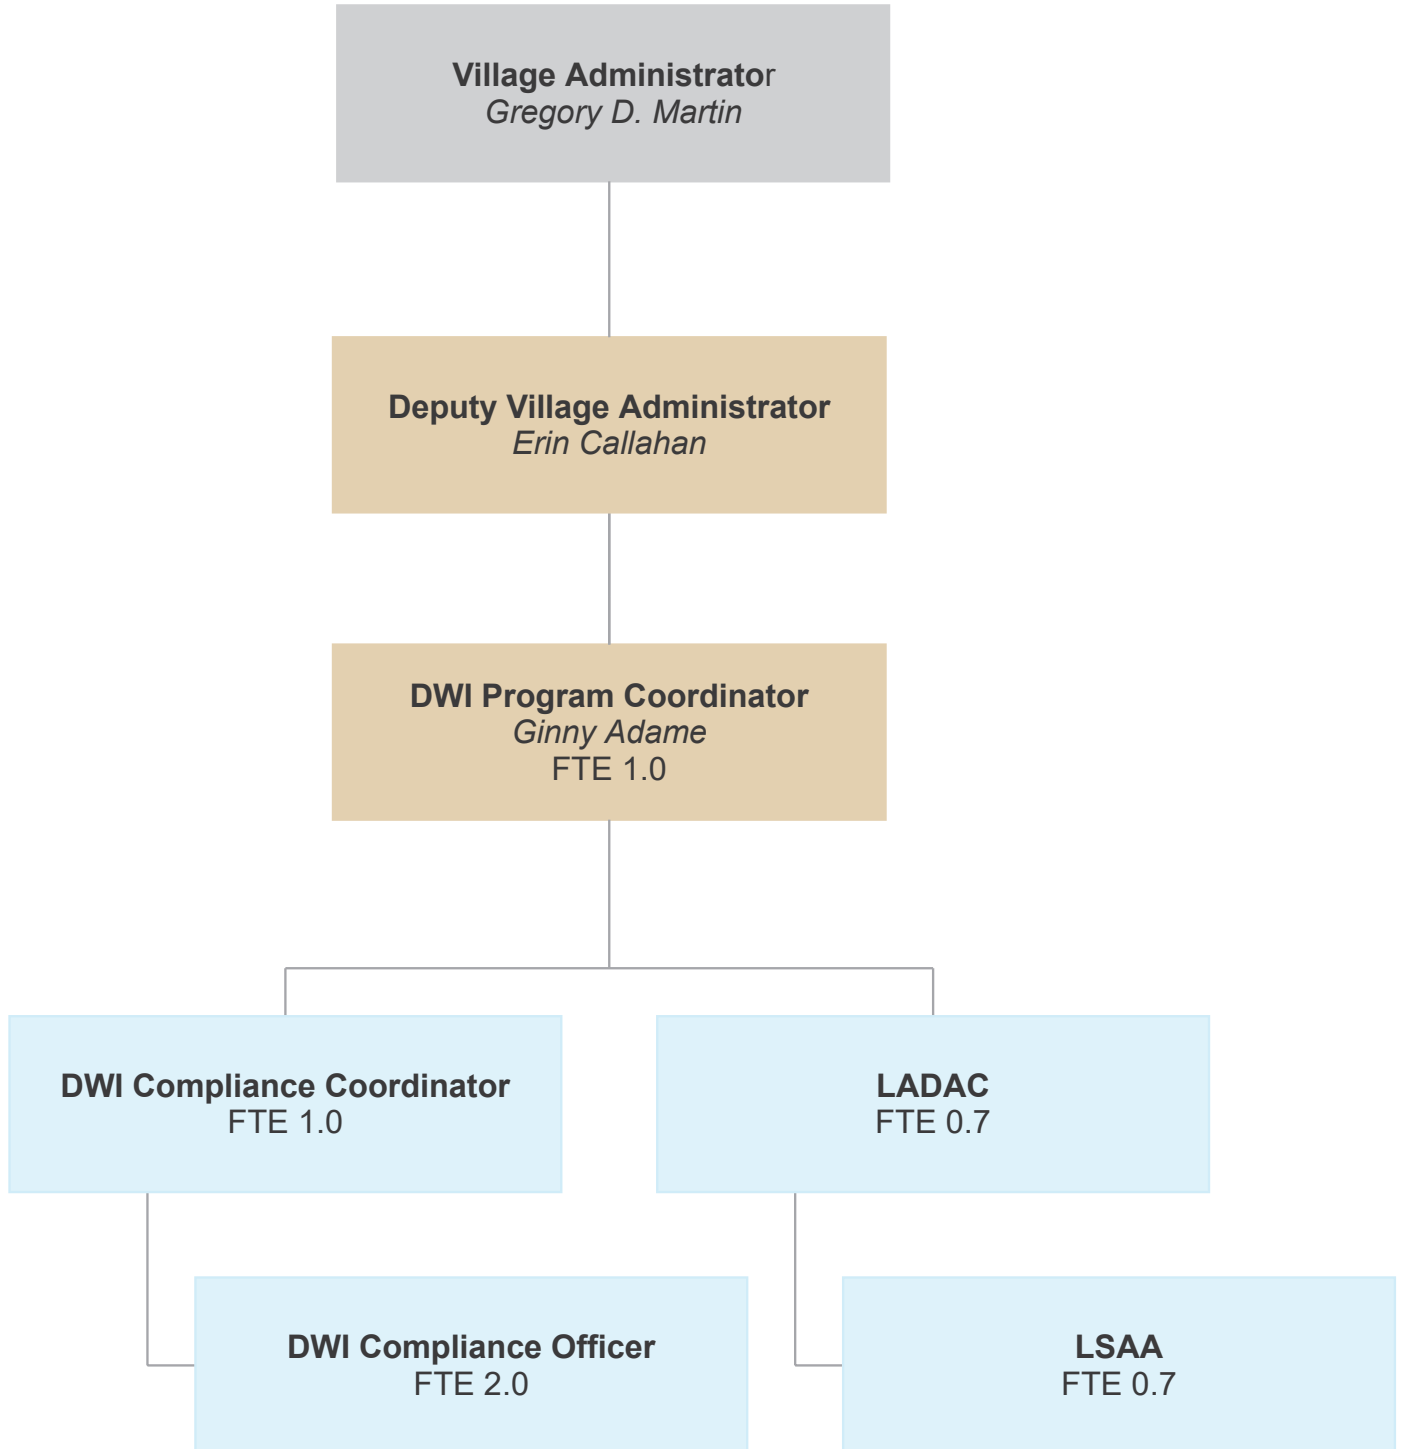 Village Administrator
Gregory D. Martin
Deputy Village Administrator
Erin Callahan
DWI Program Coordinator
Ginny Adame
FTE 1.0
DWI Compliance Coordinator
FTE 1.0
LADAC
FTE 0.7
DWI Compliance Officer
FTE 2.0
LSAA
FTE 0.7